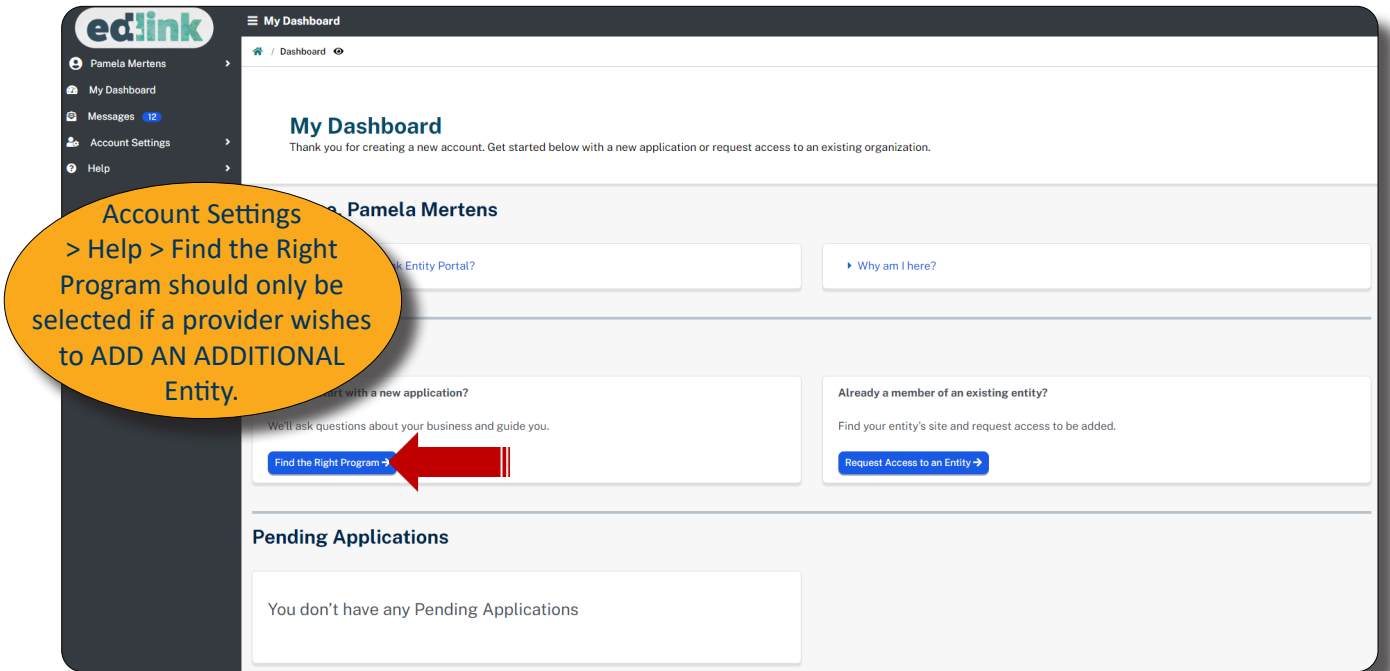 ed:link
My Dashboard
/ Dashboard
Pamela Mertens
My Dashboard
Messages 12
Account Settings
Help
My Dashboard
Thank you for creating a new account. Get started below with a new application or request access to an existing organization.
Pamela Mertens
Account Settings
> Help > Find the Right
Program should only be
selected if a provider wishes
to ADD AN ADDITIONAL
Entity.
Entity Portal?
Why am I here?
with a new application?
We'll ask questions about your business and guide you.
Find the Right Program
Already a member of an existing entity?
Find your entity's site and request access to be added.
Request Access to an Entity
Pending Applications
You don't have any Pending Applications